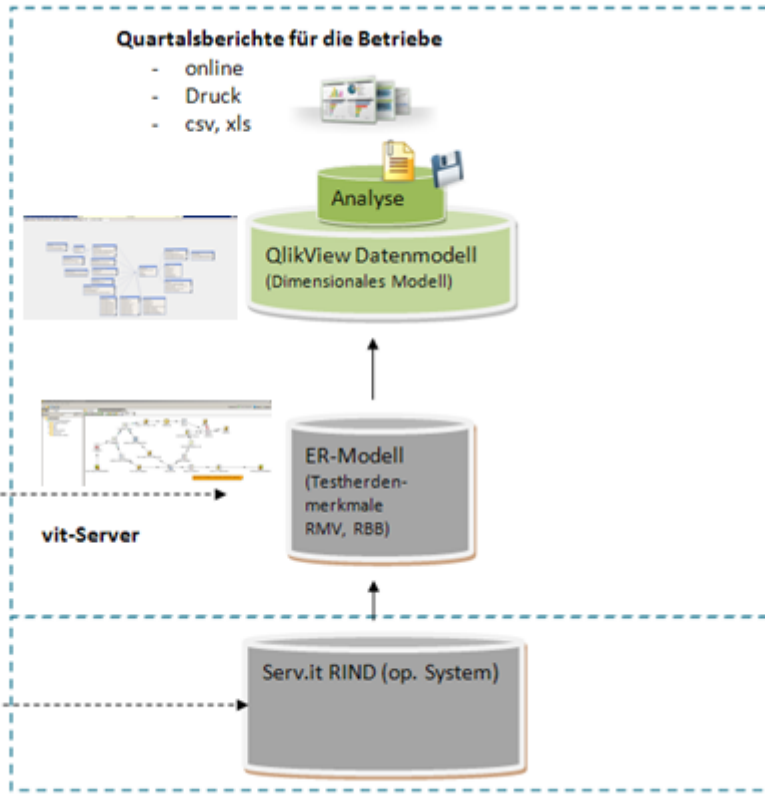 Quartalsberichte für die Betriebe
- online
- Druck
- csv, xls
Analyse
QlikView Datenmodell
(Dimensionales Modell)
ER-Modell
(Testherden-
merkmale
RMV, RBB)
vit-Server
Serv.it RIND (op. System)